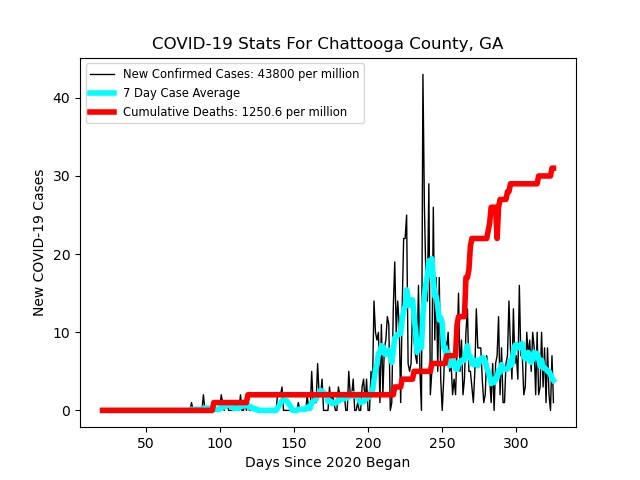 COVID-19 Stats For Chattooga County, GA
New Confirmed Cases: 43800 per million
7 Day Case Average
Cumulative Deaths: 1250.6 per million
New COVID-19 Cases
40
30
20
10
0
50 100 150 200 250 300
Days Since 2020 Began